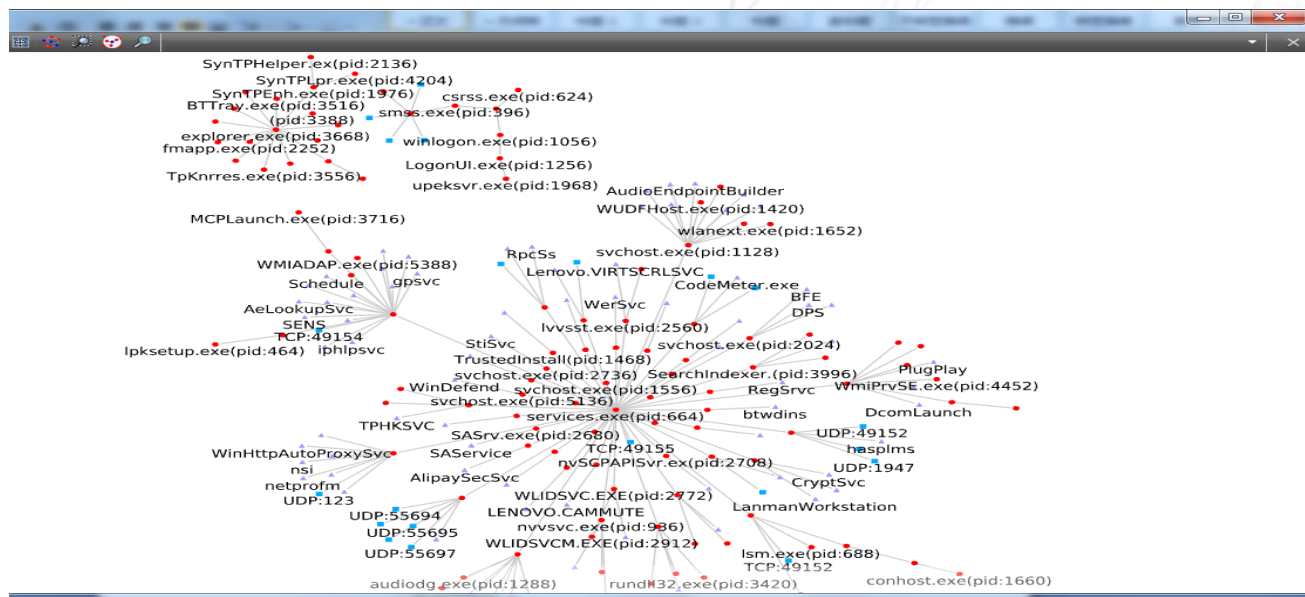 SynTPHelper.ex(pid:2136)
SynTPLpr.exe(pid:4204)
SynTPEnh.exe(pid:1976)
csrss.exe(pid:624)
BTTray.exe(pid:3516)
smss.exe(pid:396)
(pid:3388)
explorer.exe(pid:3668)
winlogon.exe(pid:1056)
fmapp.exe(pid:2252)
LogonUI.exe(pid:1256)
TpKnrres.exe(pid:3556)
upeksvr.exe(pid:1968)
AudioEndpointBuilder
WUDFHost.exe(pid:1420)
MCPLaunch.exe(pid:3716)
wlanext.exe(pid:1652)
svchost.exe(pid:1128)
RpcSs
WMIADAP.exe(pid:5388)
Lenovo.VIRTSCRLSVC
Schedule
gpsvc
CodeMeter.exe
BFE
AeLookupSvc
WerSvc
DPS
SENS
lvvsst.exe(pid:2560)
TCP:49154
StiSvc
svchost.exe(pid:2024)
lpksetup.exe(pid:464)
iphlpsvc
TrustedInstall(pid:1468)
PlugPlay
svchost.exe(pid:2736)
SearchIndexer.(pid:3996)
WinDefend
svchost.exe(pid:1556)
RegSrvc
WmiPrvSE.exe(pid:4452)
svchost.exe(pid:5136)
services.exe(pid:664)
btwdins
DcomLaunch
TPHKSVC
SASrv.exe(pid:2680)
UDP:49152
WinHttpAutoProxySvc
SAService
TCP:49155
hasplms
nsi
nvSCPAPISvr.ex(pid:2708)
UDP:1947
netprofm
AlipaySecSvc
CryptSvc
UDP:123
WLIDSVC.EXE(pid:2772)
LanmanWorkstation
UDP:55694
LENOVO.CAMMUTE
UDP:55695
nvvsvc.exe(pid:936)
UDP:55697
WLIDSVCM.EXE(pid:2912)
lsm.exe(pid:688)
TCP:49152
audiodg.exe(pid:1288)
rundll32.exe(pid:3420)
conhost.exe(pid:1660)